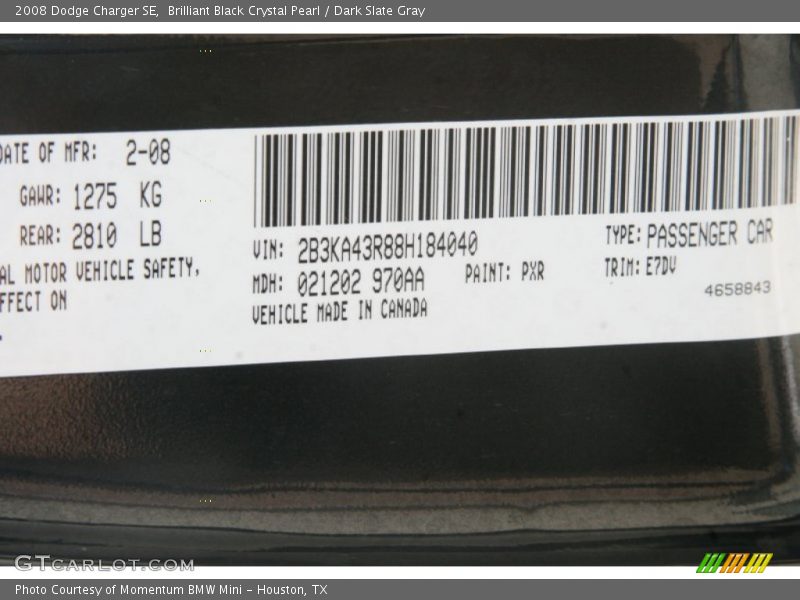 2008 Dodge Charger SE,  Brilliant Black Crystal Pearl / Dark Slate Gray
DATE OF MFR: 2-08
GAWR: 1275 KG
REAR: 2810 LB
AL MOTOR VEHICLE SAFETY,
FFECT ON
VIN: 2B3KA43R88H184040
TYPE: PASSENGER CAR
MDH: 021202 970AA
PAINT: PXR
TRIM: E7DV
VEHICLE MADE IN CANADA
4658843
GTCARLOT.COM
Photo Courtesy of Momentum BMW Mini - Houston, TX